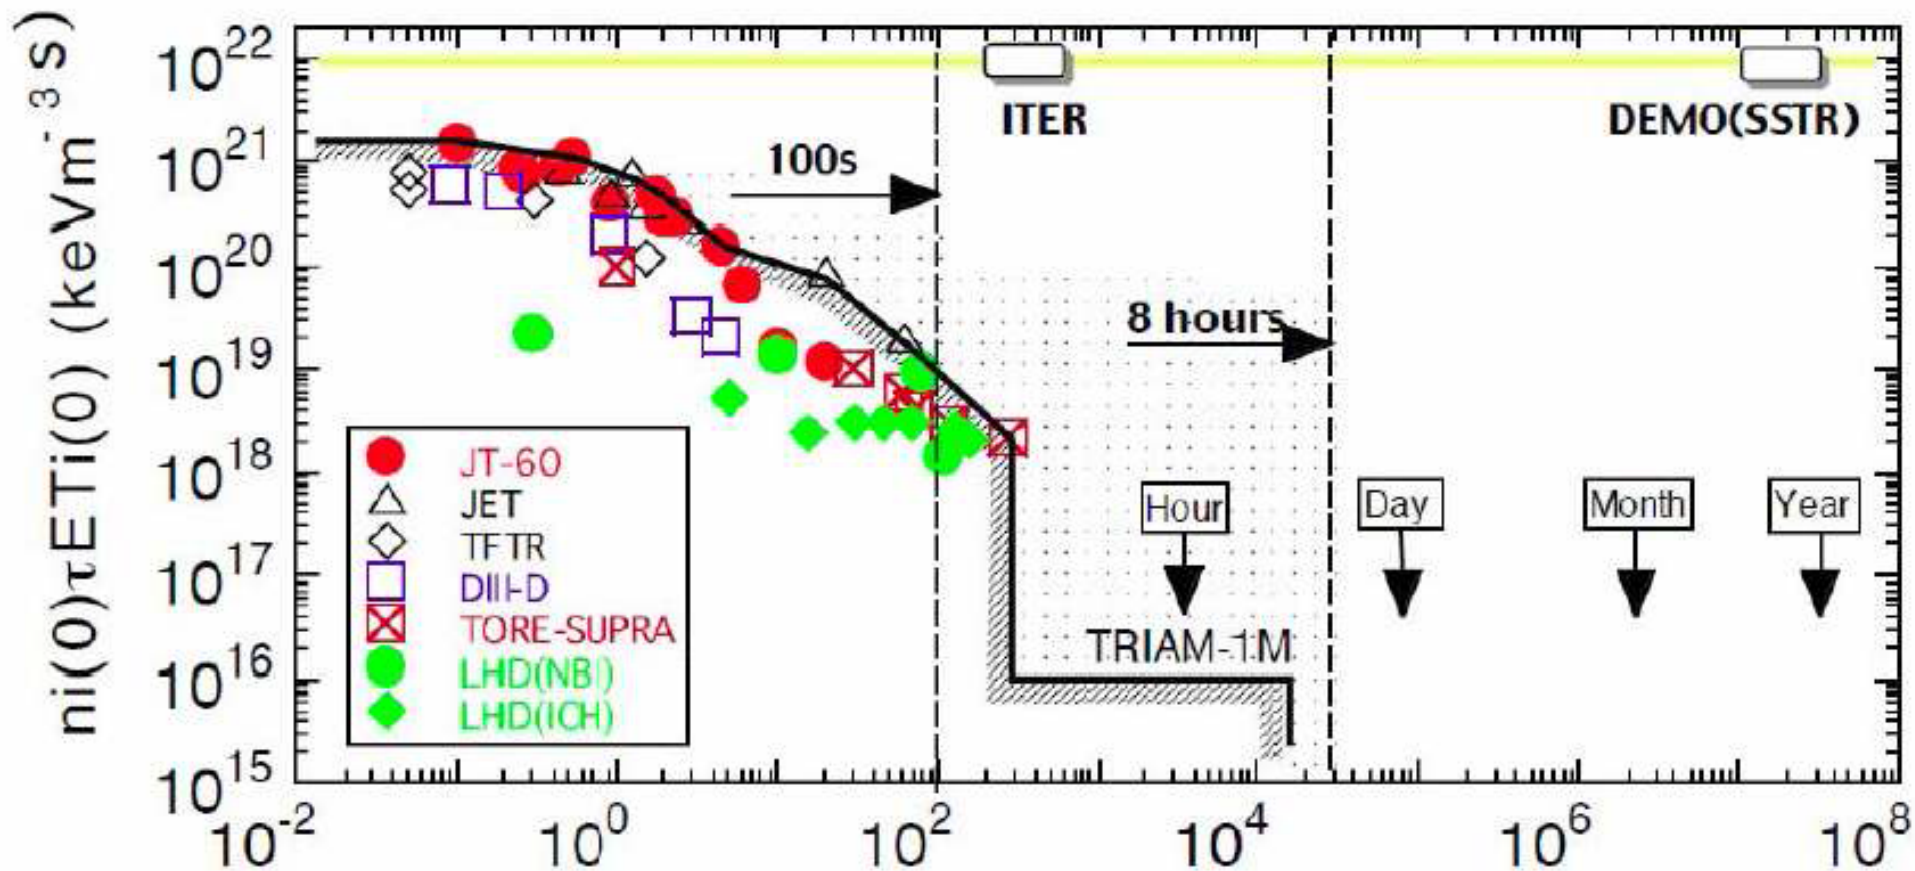 ni(0)τETi(0) (keVm⁻³s)
10²²
10²¹
10²⁰
10¹⁹
10¹⁸
10¹⁷
10¹⁶
10¹⁵
ITER
DEMO(SSTR)
100s
8 hours
JT-60
JET
TFTR
DIII-D
TORE-SUPRA
LHD(NBI)
LHD(ICH)
Hour
Day
Month
Year
TRIAM-1M
10⁻² 10⁰ 10² 10⁴ 10⁶ 10⁸